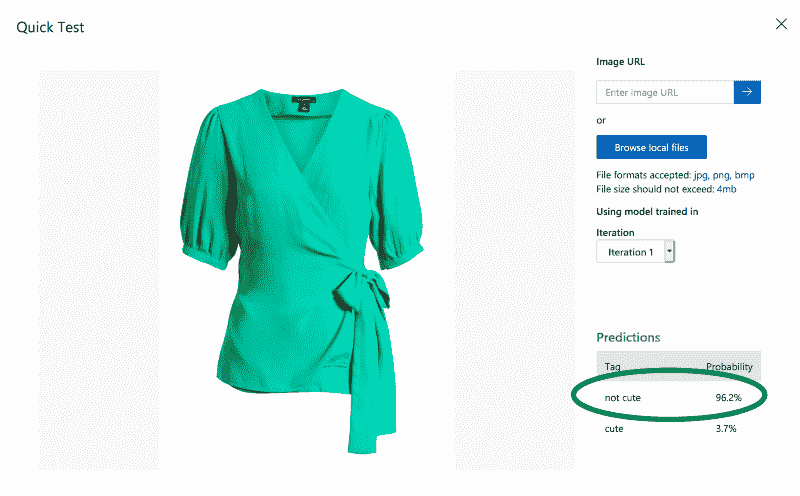 Quick Test
Image URL
Enter image URL
or
Browse local files
File formats accepted: jpg, png, bmp
File size should not exceed: 4mb
Using model trained in
Iteration
Iteration 1
Predictions
Tag Probability
not cute 96.2%
cute 3.7%